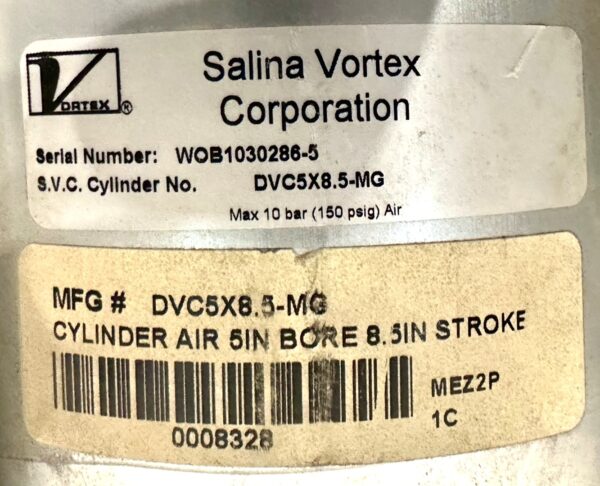 VORTEX®
Salina Vortex
Corporation
Serial Number: WOB1030286-5
S.V.C. Cylinder No. DVC5X8.5-MG
Max 10 bar (150 psig) Air
MFG # DVC5X8.5-MG
CYLINDER AIR 5IN BORE 8.5IN STROKE
MEZ2P
1C
0008328